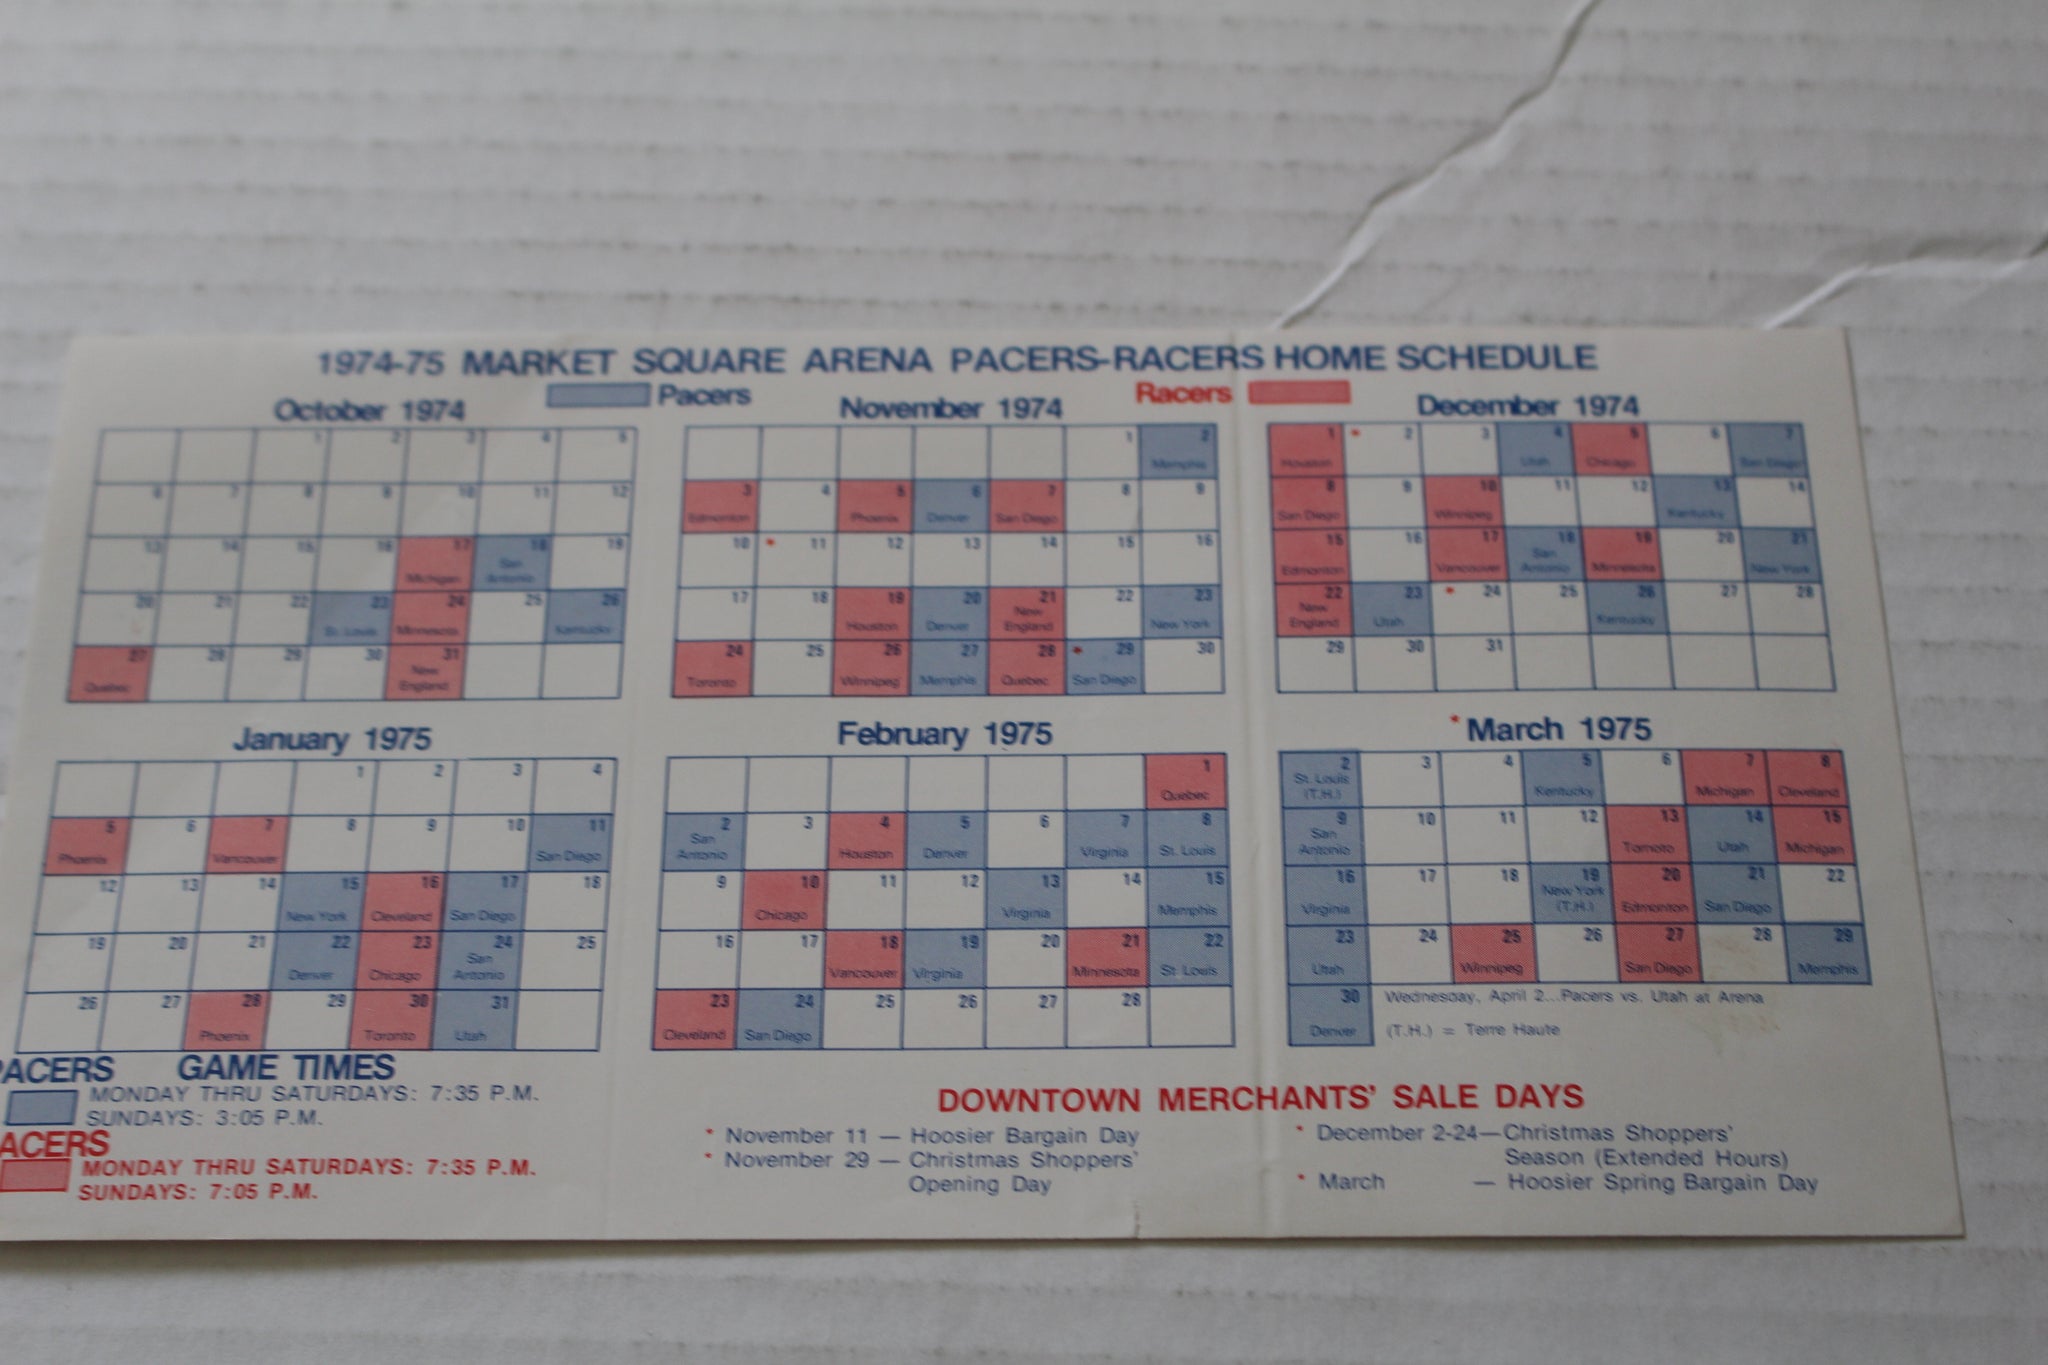 1974-75 MARKET SQUARE ARENA PACERS-RACERS HOME SCHEDULE
Pacers Racers
October 1974
1 2 3 4 5
6 7 8 9 10 11 12
13 14 15 16 17 Michigan 18 San Antonio 19
20 21 22 23 St. Louis 24 Minnesota 25 26 Kentucky
27 Quebec 28 29 30 31 New England
November 1974
1 2 Memphis
3 Edmonton 4 5 Phoenix 6 Denver 7 San Diego 8 9
10 * 11 12 13 14 15 16
17 18 19 Houston 20 Denver 21 New England 22 23 New York
24 Toronto 25 26 Winnipeg 27 Memphis 28 Quebec * 29 San Diego 30
December 1974
1 Houston * 2 3 4 Utah 5 Chicago 6 7 San Diego
8 San Diego 9 10 Winnipeg 11 12 13 Kentucky 14
15 Edmonton 16 17 Vancouver 18 San Antonio 19 Minnesota 20 21 New York
22 New England 23 Utah * 24 25 26 Kentucky 27 28
29 30 31
January 1975
1 2 3 4
5 Phoenix 6 7 Vancouver 8 9 10 11 San Diego
12 13 14 15 New York 16 Cleveland 17 San Diego 18
19 20 21 22 Denver 23 Chicago 24 San Antonio 25
26 27 28 Phoenix 29 30 Toronto 31 Utah
February 1975
1 Quebec
2 San Antonio 3 4 Houston 5 Denver 6 7 Virginia 8 St. Louis
9 10 Chicago 11 12 13 Virginia 14 15 Memphis
16 17 18 Vancouver 19 Virginia 20 21 Minnesota 22 St. Louis
23 Cleveland 24 San Diego 25 26 27 28
* March 1975
2 St. Louis (T.H.) 3 4 5 Kentucky 6 7 Michigan 8 Cleveland
9 San Antonio 10 11 12 13 Toronto 14 Utah 15 Michigan
16 Virginia 17 18 19 New York (T.H.) 20 Edmonton 21 San Diego 22
23 Utah 24 25 Winnipeg 26 27 San Diego 28 29 Memphis
30 Denver
Wednesday, April 2...Pacers vs. Utah at Arena
(T.H.) = Terre Haute
PACERS GAME TIMES
MONDAY THRU SATURDAYS: 7:35 P.M.
SUNDAYS: 3:05 P.M.
ACERS
MONDAY THRU SATURDAYS: 7:35 P.M.
SUNDAYS: 7:05 P.M.
DOWNTOWN MERCHANTS' SALE DAYS
* November 11 — Hoosier Bargain Day
* November 29 — Christmas Shoppers'
Opening Day
* December 2-24—Christmas Shoppers'
Season (Extended Hours)
* March — Hoosier Spring Bargain Day